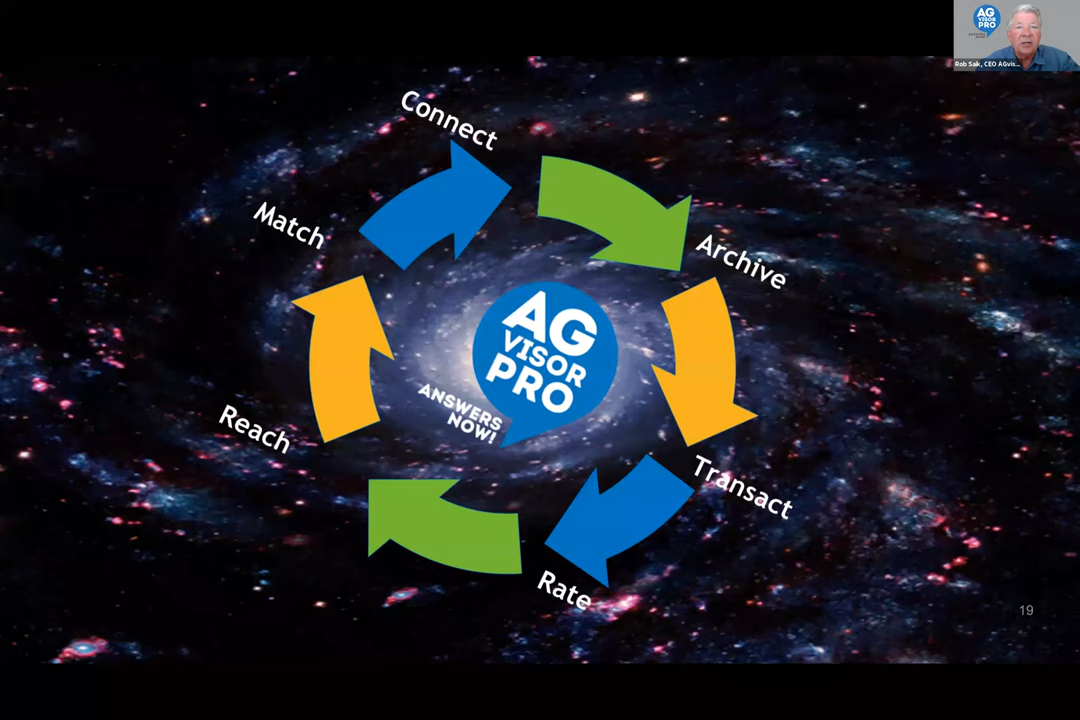 AG
VISOR
PRO
Rob Saik, CEO AGvis...
Connect
Match
Archive
AG
VISOR
PRO
ANSWERS
NOW!
Reach
Transact
Rate
19